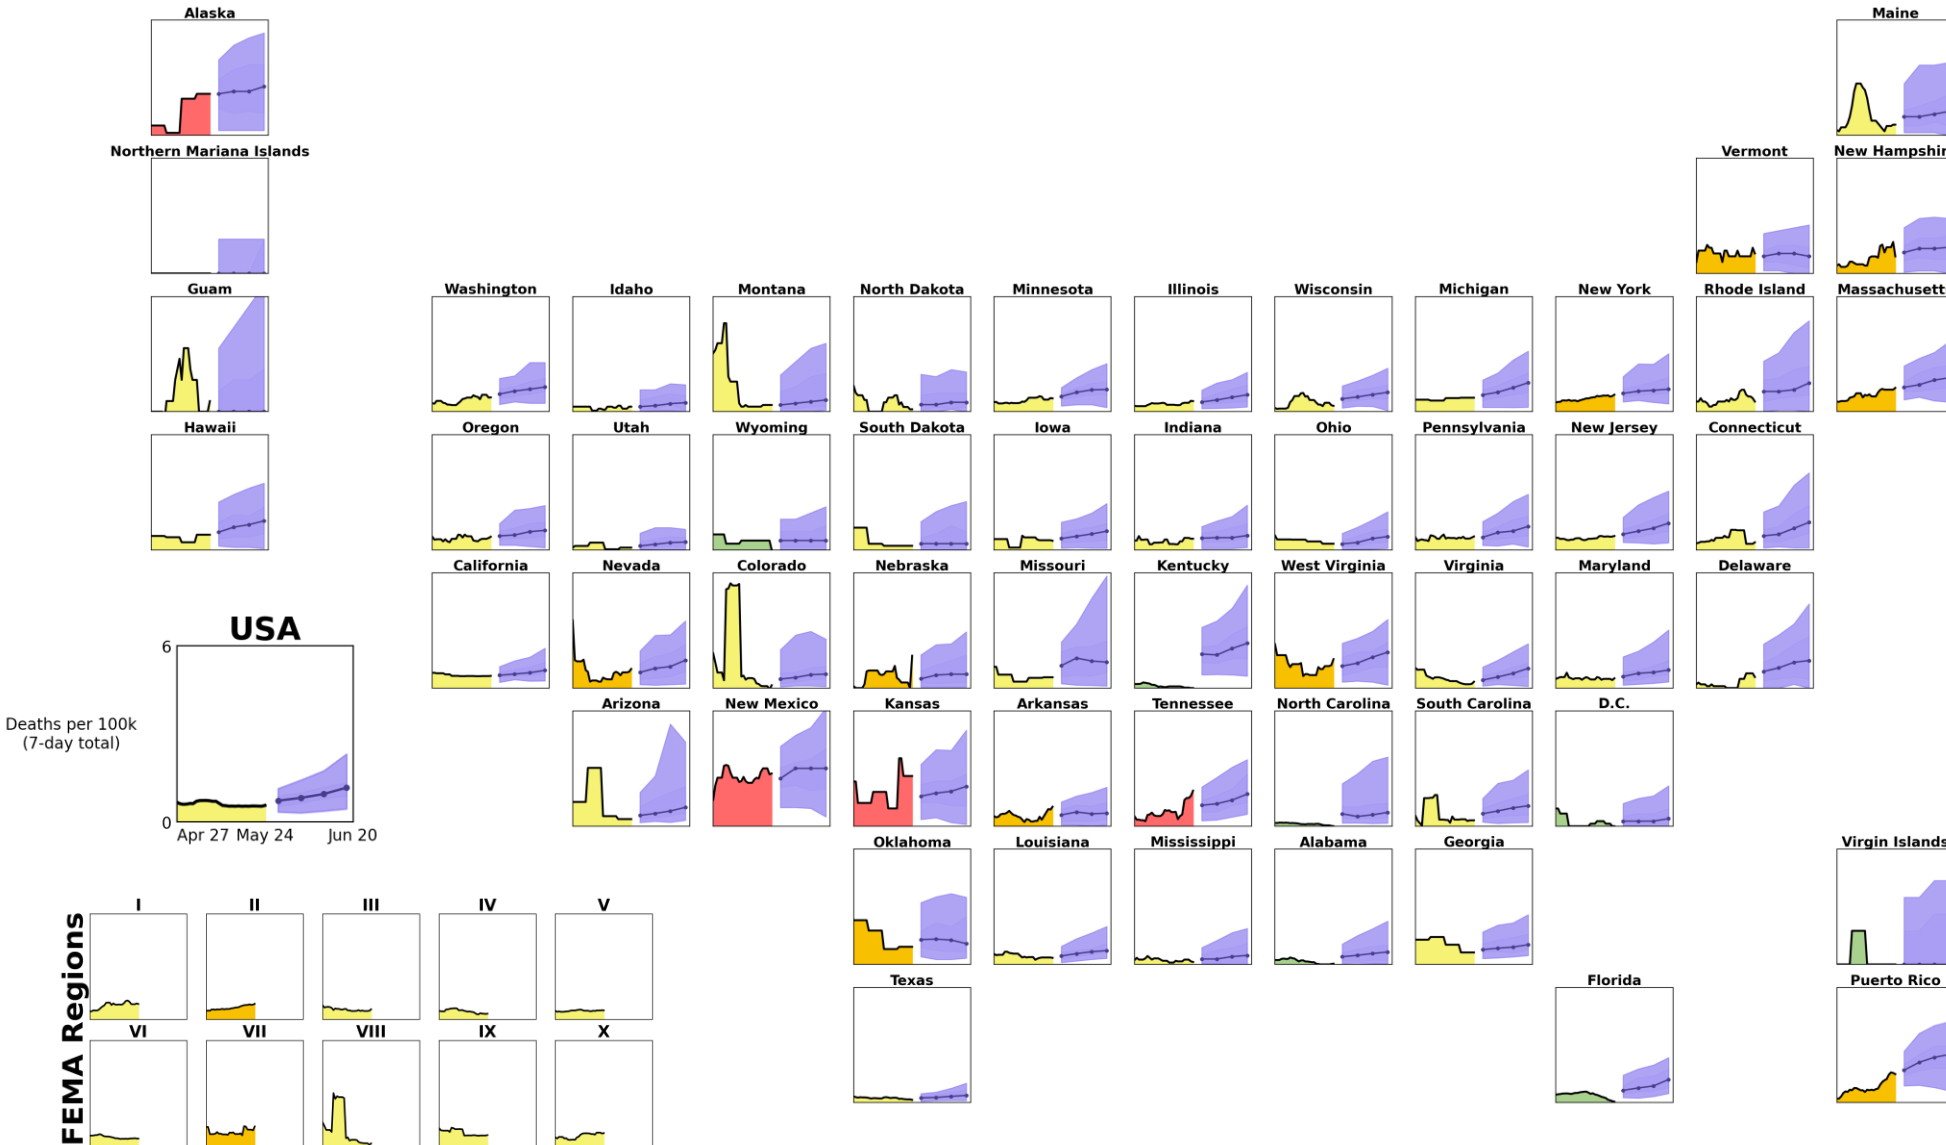 Alaska
Maine
Northern Mariana Islands
Vermont
New Hampshir
Guam
Washington
Idaho
Montana
North Dakota
Minnesota
Illinois
Wisconsin
Michigan
New York
Rhode Island
Massachusett
Hawaii
Oregon
Utah
Wyoming
South Dakota
Iowa
Indiana
Ohio
Pennsylvania
New Jersey
Connecticut
California
Nevada
Colorado
Nebraska
Missouri
Kentucky
West Virginia
Virginia
Maryland
Delaware
USA
6
Deaths per 100k
(7-day total)
0
Apr 27 May 24 Jun 20
Arizona
New Mexico
Kansas
Arkansas
Tennessee
North Carolina
South Carolina
D.C.
Oklahoma
Louisiana
Mississippi
Alabama
Georgia
Virgin Islands
Texas
Florida
Puerto Rico
FEMA Regions
I
II
III
IV
V
VI
VII
VIII
IX
X